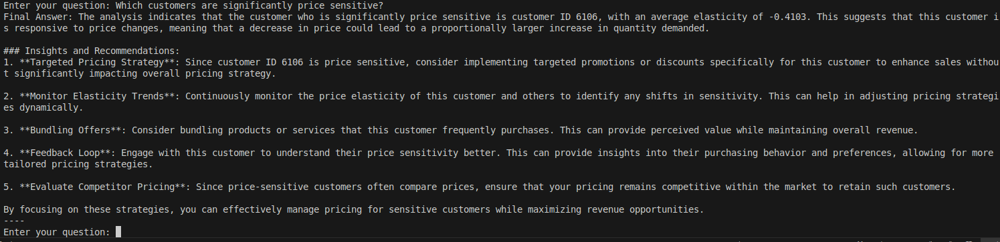 Enter your question: Which customers are significantly price sensitive?
Final Answer: The analysis indicates that the customer who is significantly price sensitive is customer ID 6106, with an average elasticity of -0.4103. This suggests that this customer i
s responsive to price changes, meaning that a decrease in price could lead to a proportionally larger increase in quantity demanded.

### Insights and Recommendations:
1. **Targeted Pricing Strategy**: Since customer ID 6106 is price sensitive, consider implementing targeted promotions or discounts specifically for this customer to enhance sales withou
t significantly impacting overall pricing strategy.

2. **Monitor Elasticity Trends**: Continuously monitor the price elasticity of this customer and others to identify any shifts in sensitivity. This can help in adjusting pricing strategi
es dynamically.

3. **Bundling Offers**: Consider bundling products or services that this customer frequently purchases. This can provide perceived value while maintaining overall revenue.

4. **Feedback Loop**: Engage with this customer to understand their price sensitivity better. This can provide insights into their purchasing behavior and preferences, allowing for more
tailored pricing strategies.

5. **Evaluate Competitor Pricing**: Since price-sensitive customers often compare prices, ensure that your pricing remains competitive within the market to retain such customers.

By focusing on these strategies, you can effectively manage pricing for sensitive customers while maximizing revenue opportunities.
----
Enter your question: